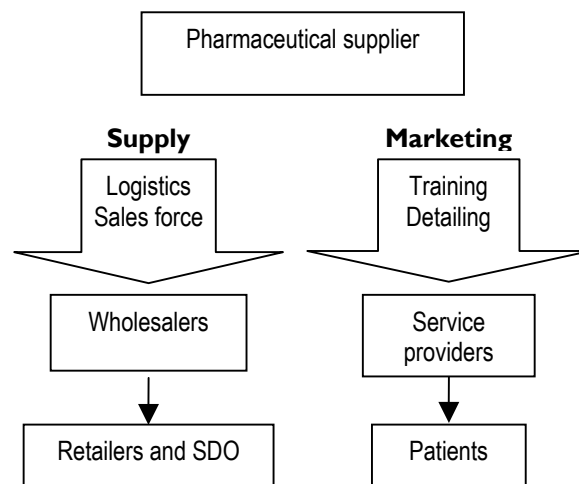 Pharmaceutical supplier
Supply
Marketing
Logistics
Sales force
Training
Detailing
Wholesalers
Service
providers
Retailers and SDO
Patients